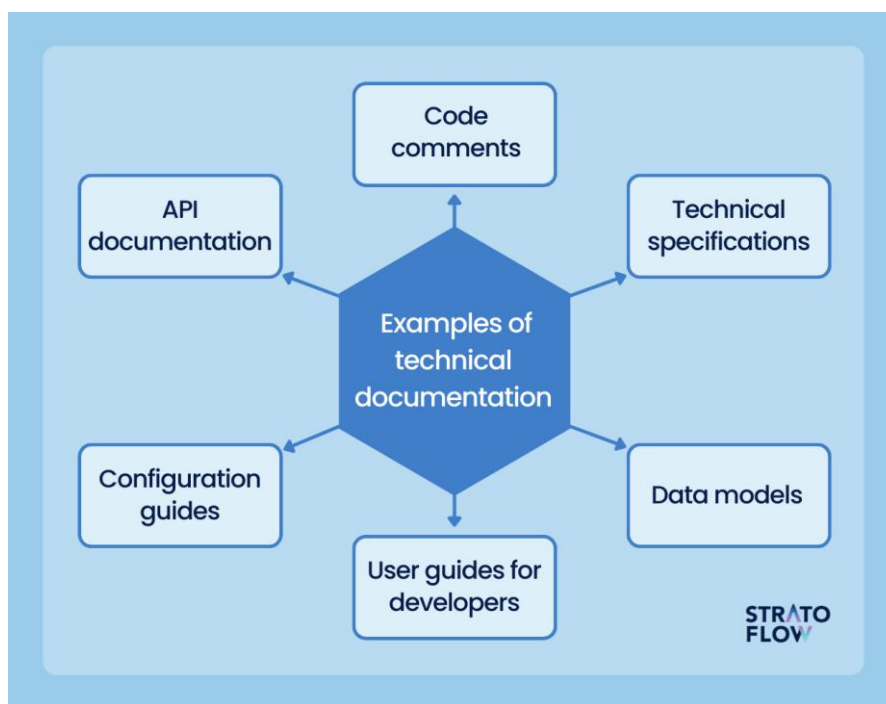 Code
comments
API
documentation
Technical
specifications
Examples of
technical
documentation
Configuration
guides
Data models
User guides for
developers
STRATO
FLOW